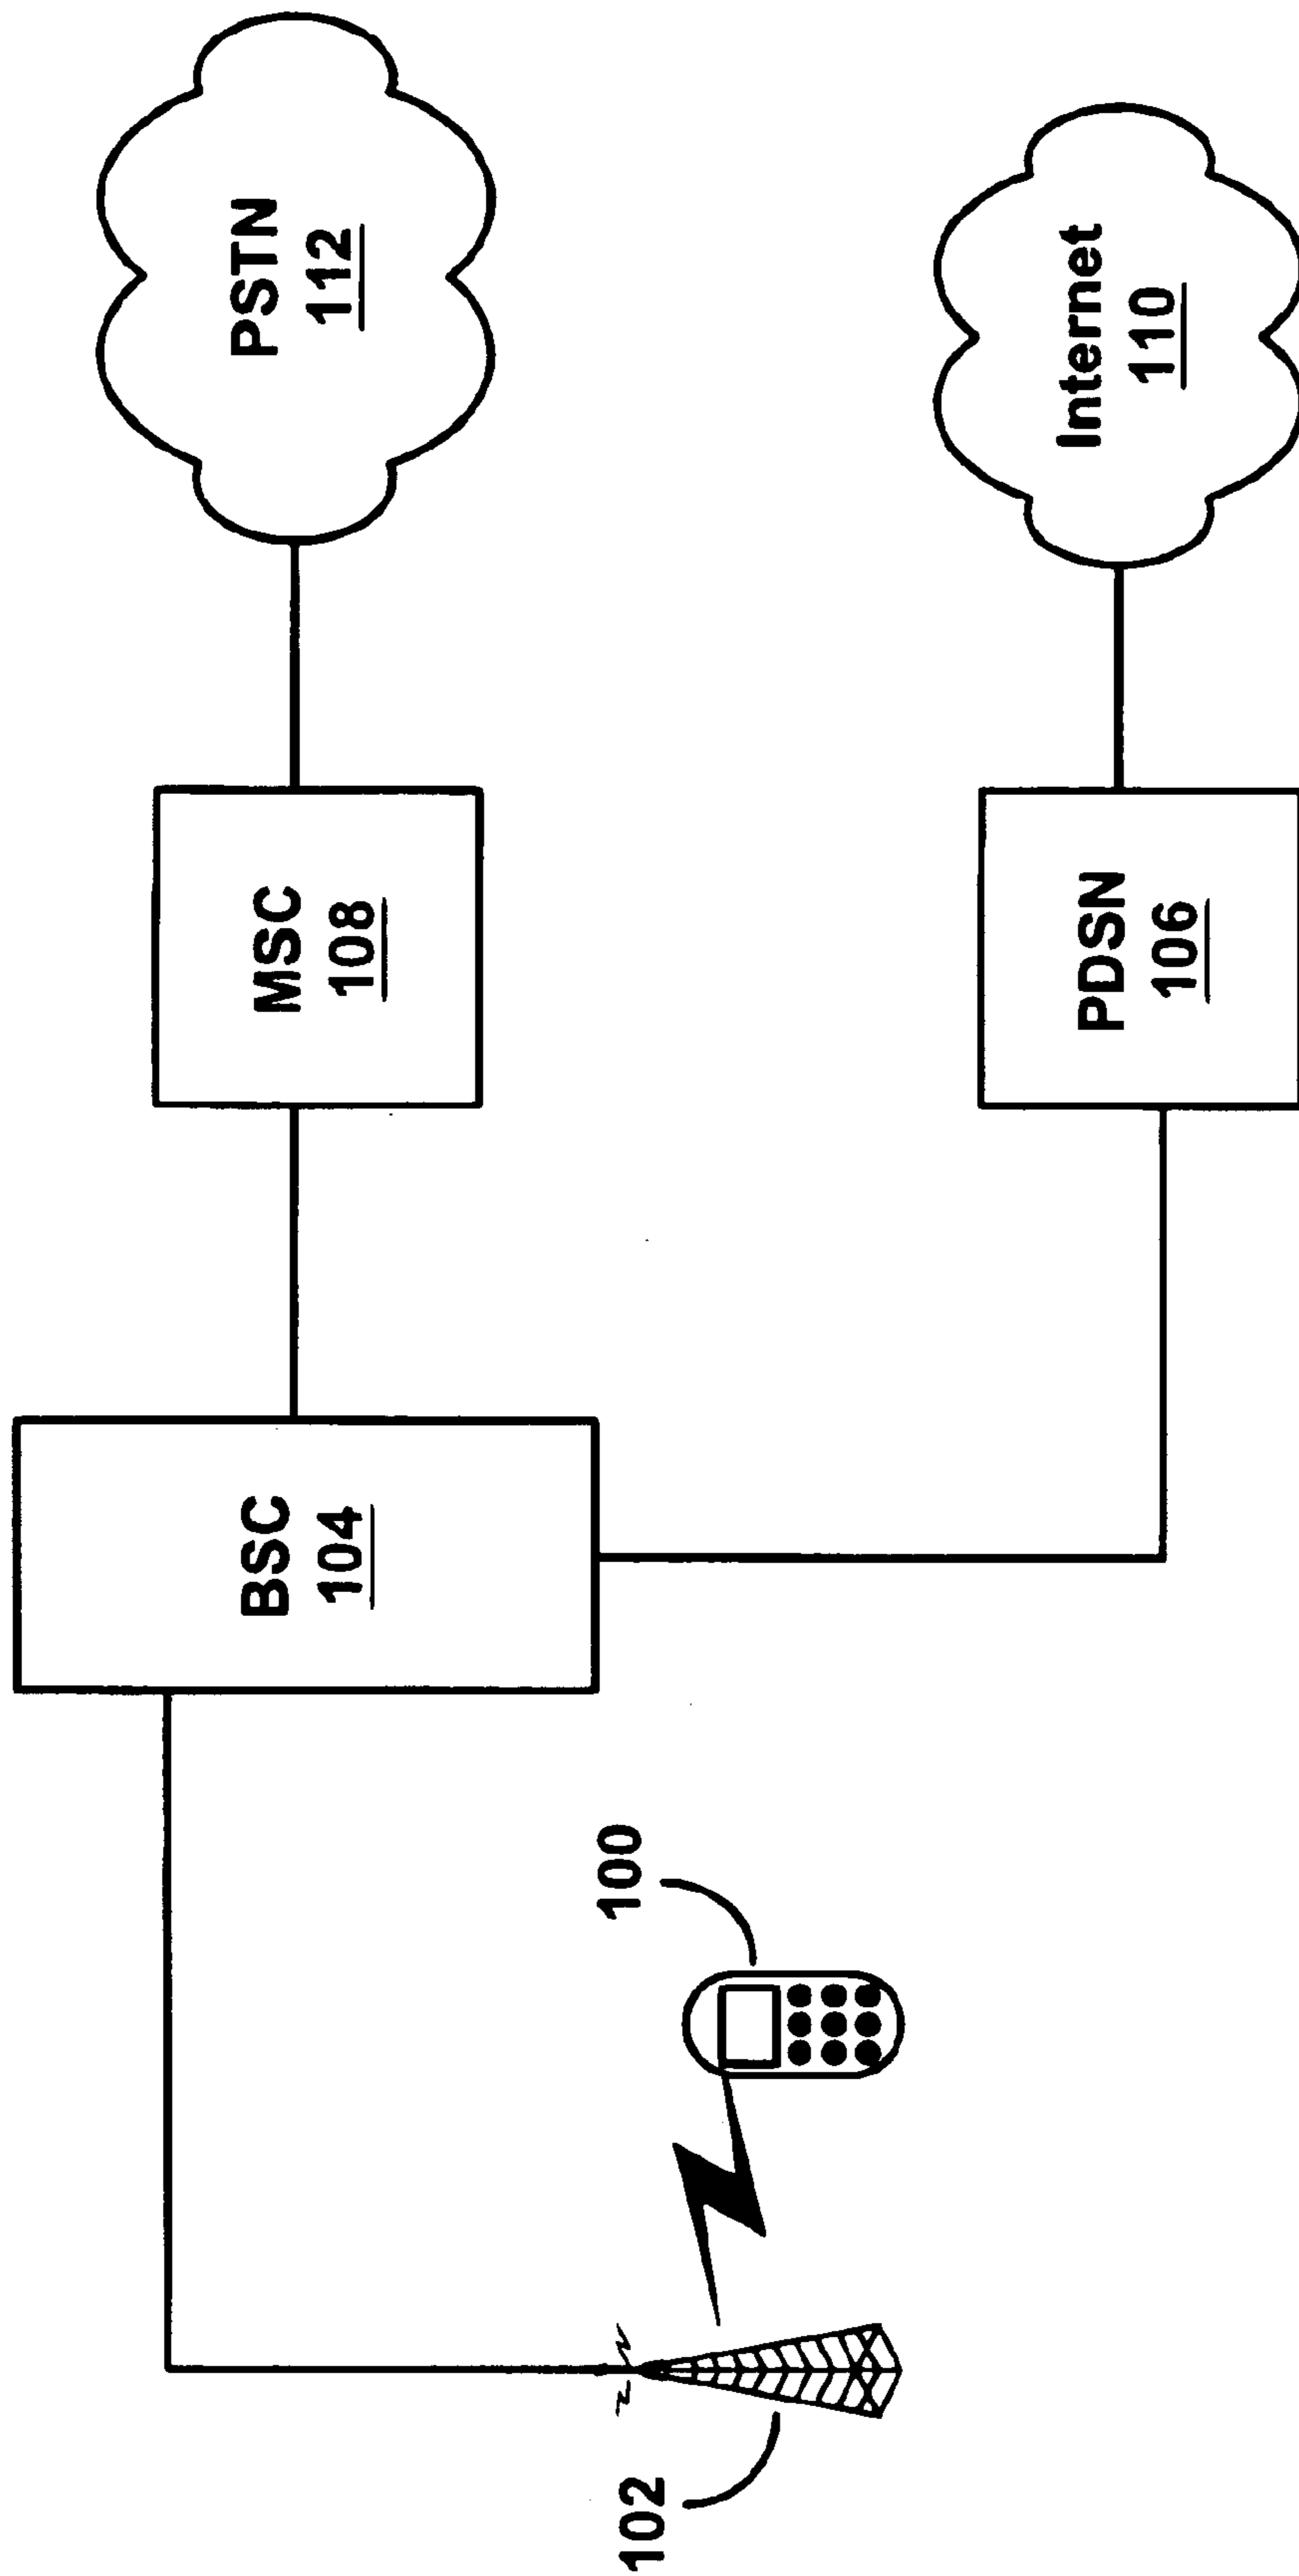 102
100
BSC
104
MSC
108
PSTN
112
PDSN
106
Internet
110